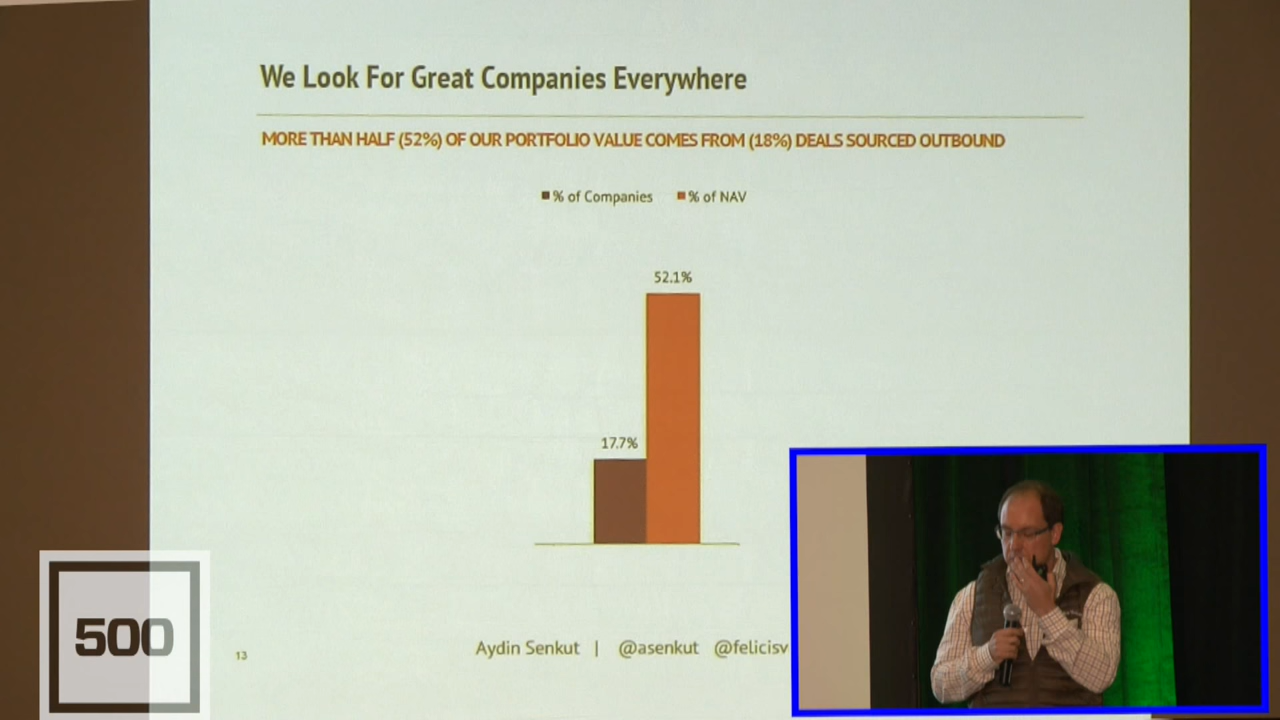 We Look For Great Companies Everywhere
MORE THAN HALF (52%) OF OUR PORTFOLIO VALUE COMES FROM (18%) DEALS SOURCED OUTBOUND
% of Companies % of NAV
52.1%
17.7%
Aydin Senkut | @asenkut @felicisv
13
500